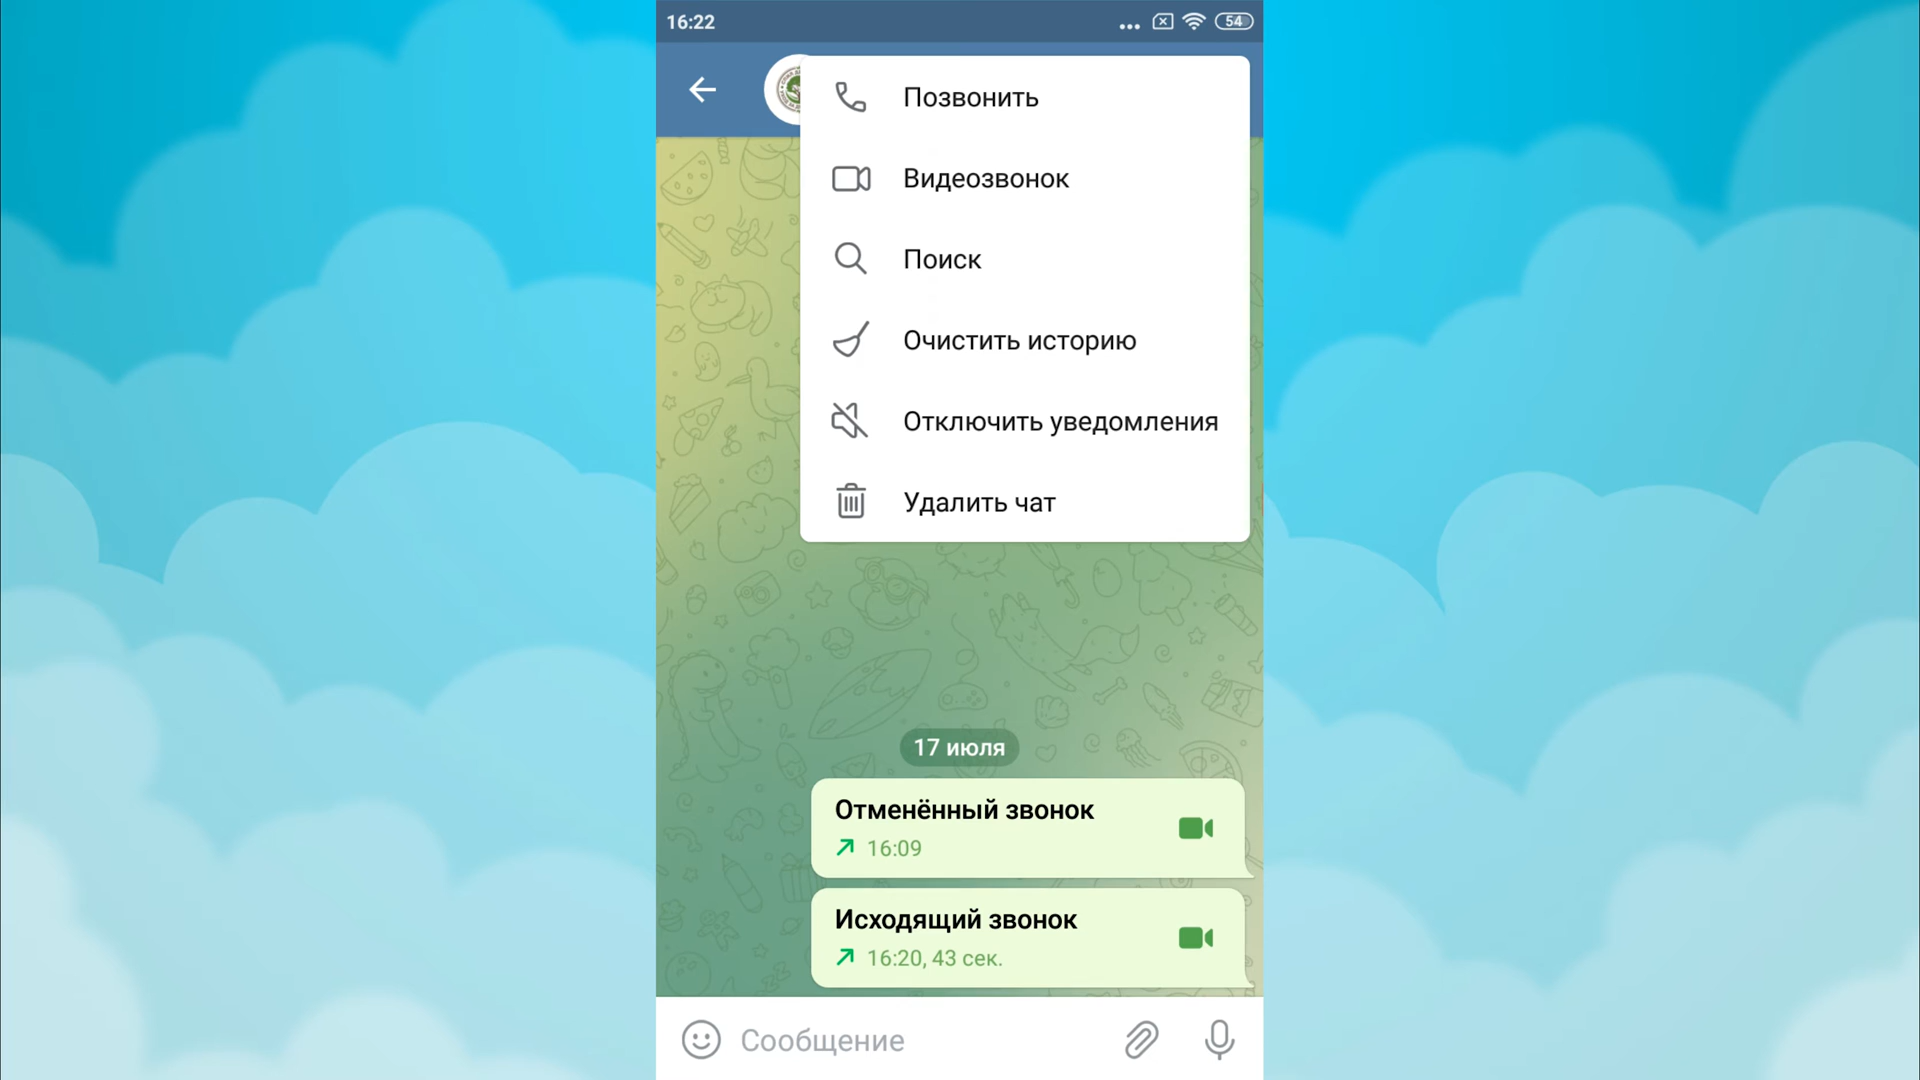 16:22
54
Позвонить
Видеозвонок
Поиск
Очистить историю
Отключить уведомления
Удалить чат
17 июля
Отменённый звонок
16:09
Исходящий звонок
16:20, 43 сек.
Сообщение